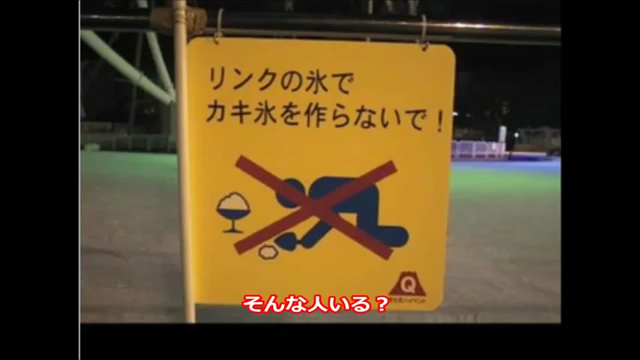 リンクの氷で
カキ氷を作らないで！
Q
そんな人いる？